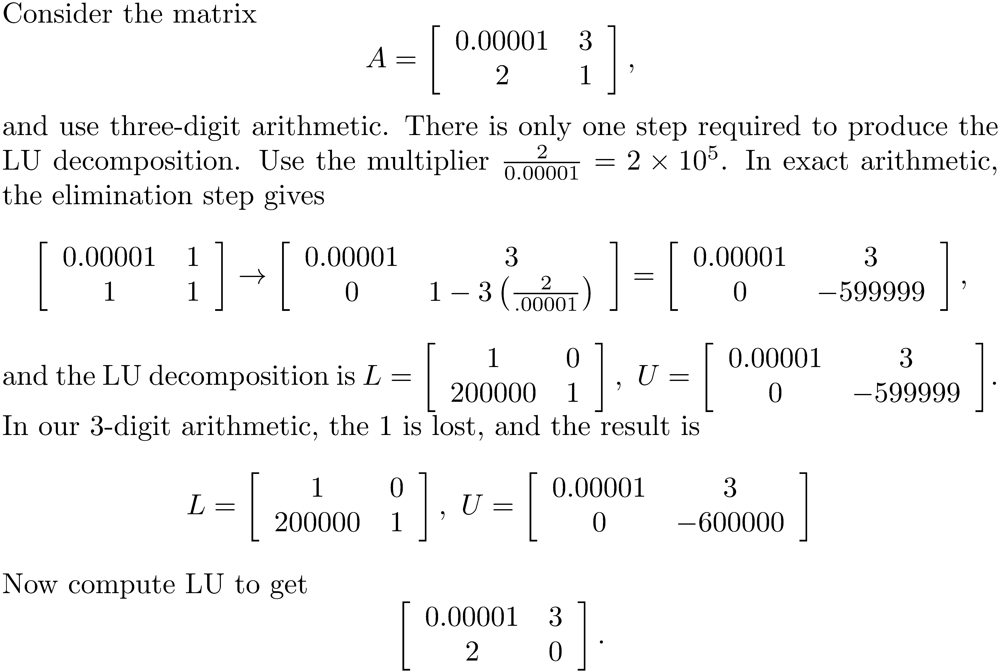 Consider the matrix
$$A = \left[\begin{array}{cc} 0.00001 & 3 \\ 2 & 1 \end{array}\right],$$
and use three-digit arithmetic. There is only one step required to produce the
LU decomposition. Use the multiplier $\frac{2}{0.00001} = 2 \times 10^5$. In exact arithmetic,
the elimination step gives
$$\left[\begin{array}{cc} 0.00001 & 1 \\ 1 & 1 \end{array}\right] \rightarrow \left[\begin{array}{cc} 0.00001 & 3 \\ 0 & 1 - 3\left(\frac{2}{.00001}\right) \end{array}\right] = \left[\begin{array}{cc} 0.00001 & 3 \\ 0 & -599999 \end{array}\right],$$
and the LU decomposition is $L = \left[\begin{array}{cc} 1 & 0 \\ 200000 & 1 \end{array}\right], \; U = \left[\begin{array}{cc} 0.00001 & 3 \\ 0 & -599999 \end{array}\right].$
In our 3-digit arithmetic, the 1 is lost, and the result is
$$L = \left[\begin{array}{cc} 1 & 0 \\ 200000 & 1 \end{array}\right], \; U = \left[\begin{array}{cc} 0.00001 & 3 \\ 0 & -600000 \end{array}\right]$$
Now compute LU to get
$$\left[\begin{array}{cc} 0.00001 & 3 \\ 2 & 0 \end{array}\right].$$